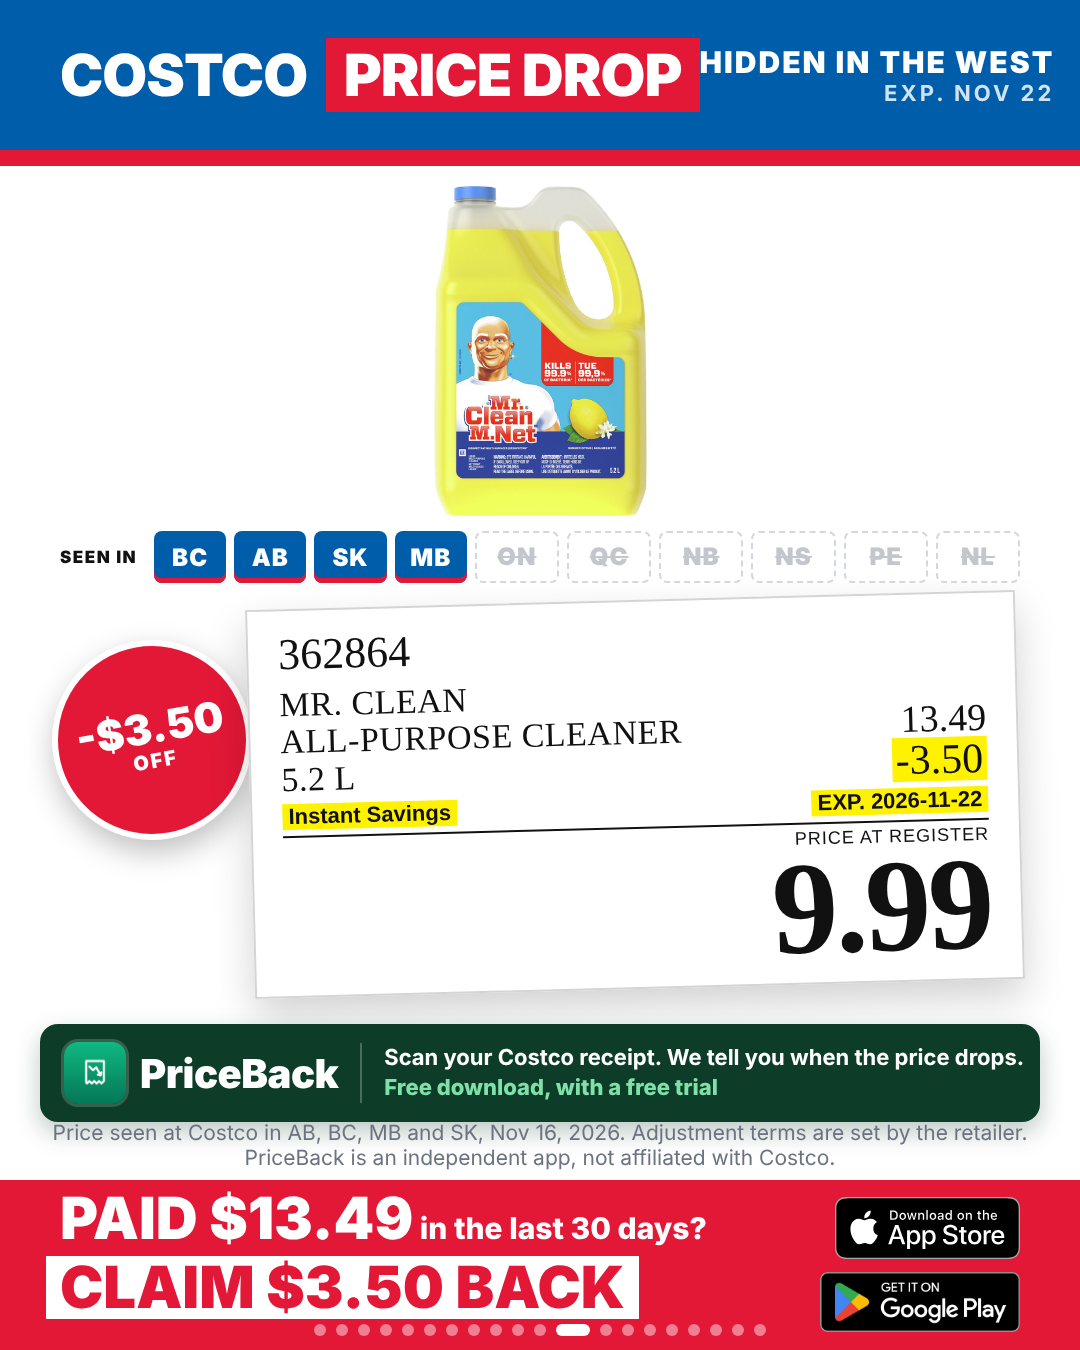 COSTCO PRICE DROP
HIDDEN IN THE WEST
EXP. NOV 22
KILLS 99.9% OF BACTERIA
TUE 99,9% DES BACTÉRIES
Mr. Clean
M. Net
5.2 L
SEEN IN BC AB SK MB ON QC NB NS PE NL
-$3.50
OFF
362864
MR. CLEAN
ALL-PURPOSE CLEANER
5.2 L
13.49
-3.50
Instant Savings
EXP. 2026-11-22
PRICE AT REGISTER
9.99
PriceBack
Scan your Costco receipt. We tell you when the price drops.
Free download, with a free trial
Price seen at Costco in AB, BC, MB and SK, Nov 16, 2026. Adjustment terms are set by the retailer.
PriceBack is an independent app, not affiliated with Costco.
PAID $13.49 in the last 30 days?
CLAIM $3.50 BACK
Download on the
App Store
GET IT ON
Google Play